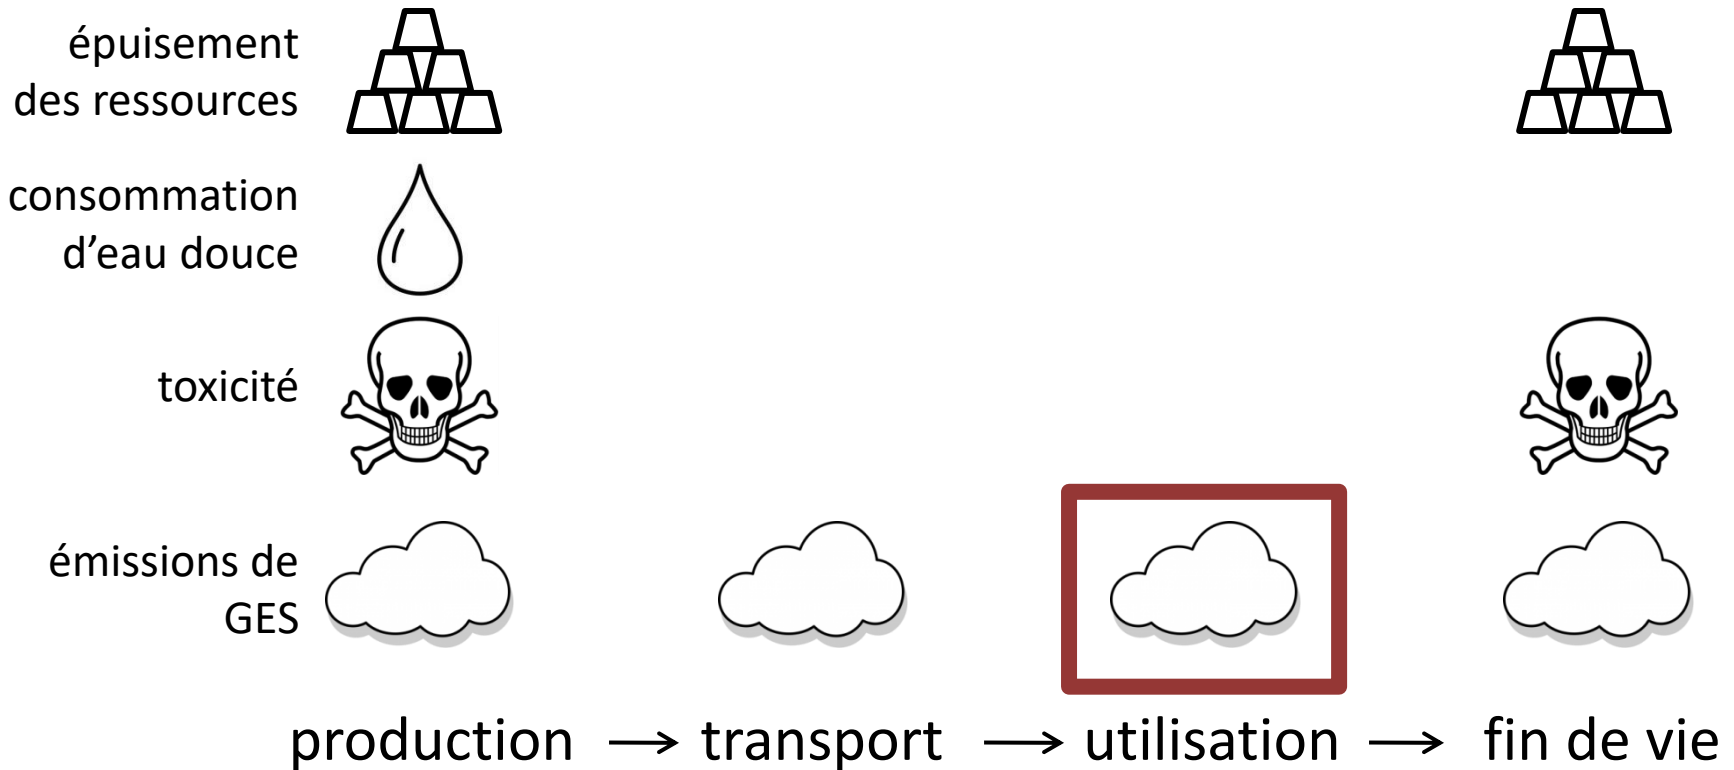 épuisement
des ressources
consommation
d’eau douce
toxicité
émissions de
GES
production → transport → utilisation → fin de vie